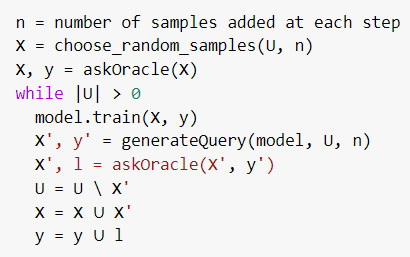 n = number of samples added at each step
X = choose_random_samples(U, n)
X, y = askOracle(X)
while |U| > 0
  model.train(X, y)
  X', y' = generateQuery(model, U, n)
  X', l = askOracle(X', y')
  U = U \ X'
  X = X ∪ X'
  y = y ∪ l